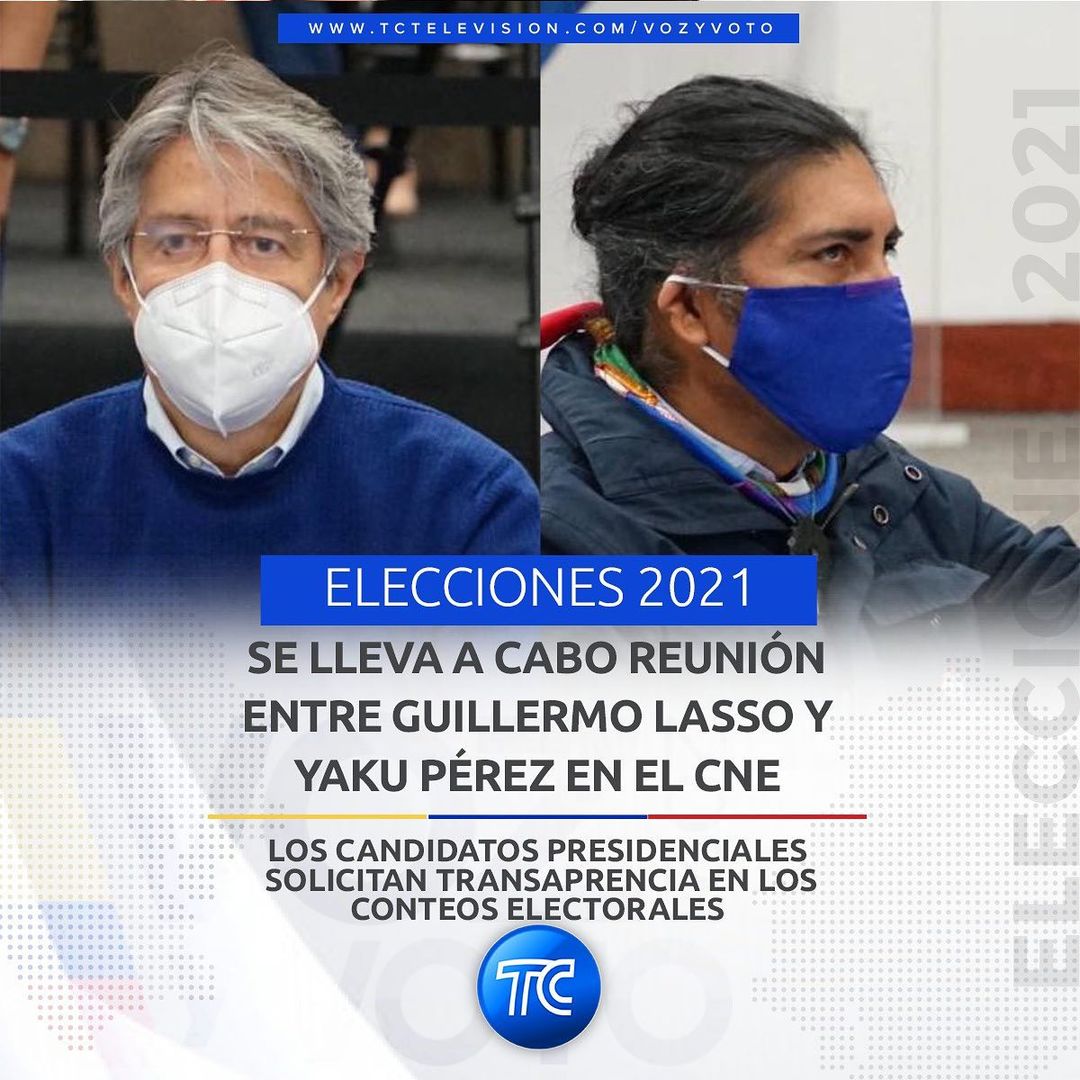 WWW.TCTELEVISION.COM/VOZYVOTO
ELECCIONES 2021
ELECCIONES 2021
SE LLEVA A CABO REUNIÓN
ENTRE GUILLERMO LASSO Y
YAKU PÉREZ EN EL CNE
LOS CANDIDATOS PRESIDENCIALES
SOLICITAN TRANSAPRENCIA EN LOS
CONTEOS ELECTORALES
TC
VOTO